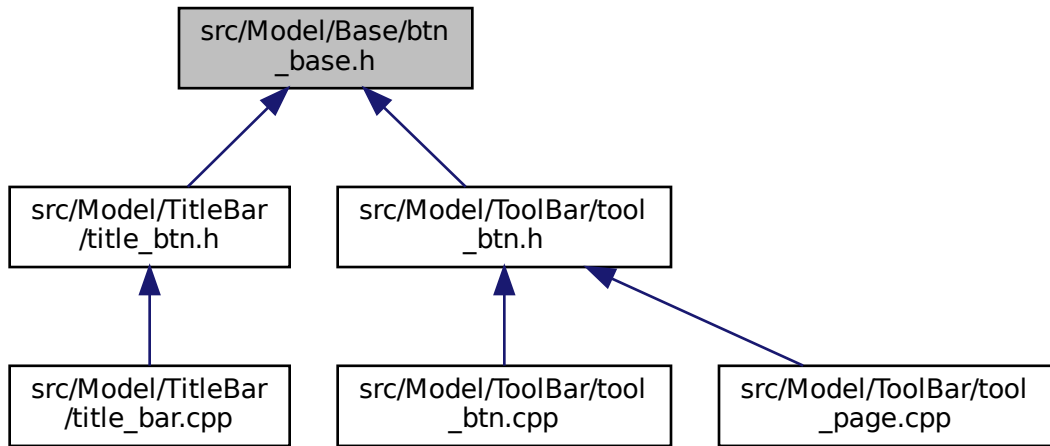 src/Model/Base/btn
_base.h
src/Model/TitleBar
/title_btn.h
src/Model/ToolBar/tool
_btn.h
src/Model/TitleBar
/title_bar.cpp
src/Model/ToolBar/tool
_btn.cpp
src/Model/ToolBar/tool
_page.cpp